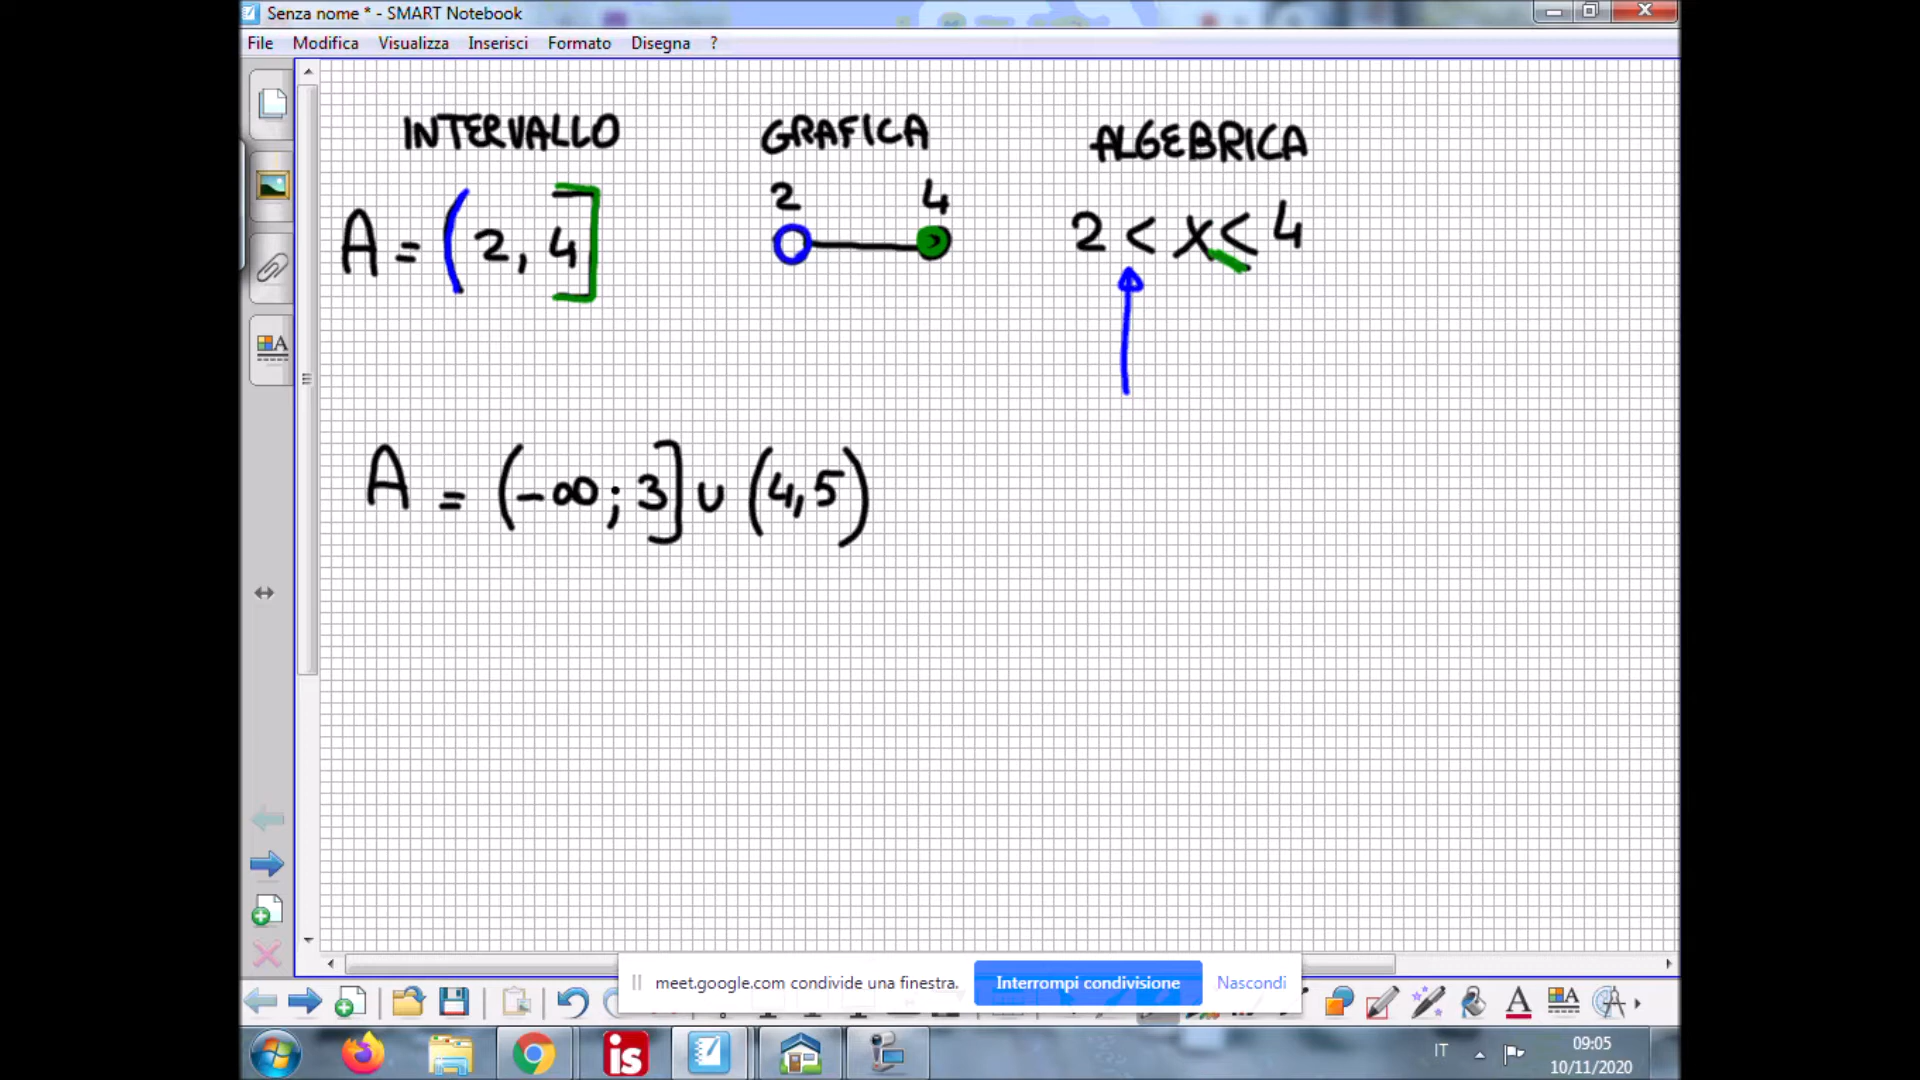 Senza nome * - SMART Notebook
File Modifica Visualizza Inserisci Formato Disegna ?
INTERVALLO GRAFICA ALGEBRICA
2 4
A = (2, 4] 2 < x ≤ 4
A = (-∞; 3] ∪ (4,5)
meet.google.com condivide una finestra. Interrompi condivisione Nascondi
IT 09:05
10/11/2020